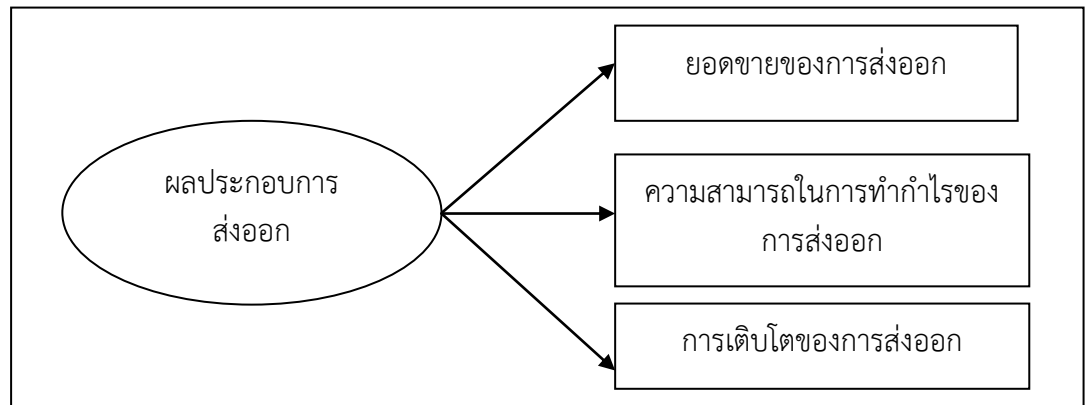 ยอดขายของการส่งออก
ผลประกอบการ
ส่งออก
ความสามารถในการทำกำไรของ
การส่งออก
การเติบโตของการส่งออก